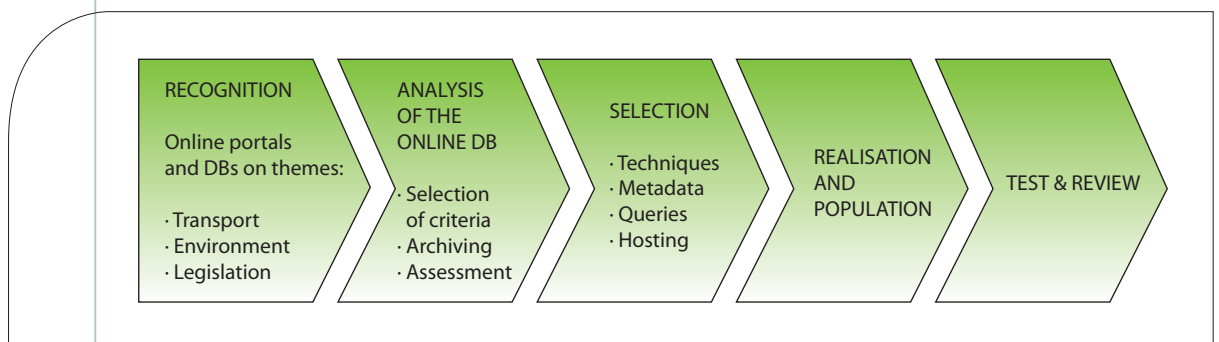 RECOGNITION
Online portals
and DBs on themes:
· Transport
· Environment
· Legislation
ANALYSIS
OF THE
ONLINE DB
· Selection
of criteria
· Archiving
· Assessment
SELECTION
· Techniques
· Metadata
· Queries
· Hosting
REALISATION
AND
POPULATION
TEST & REVIEW